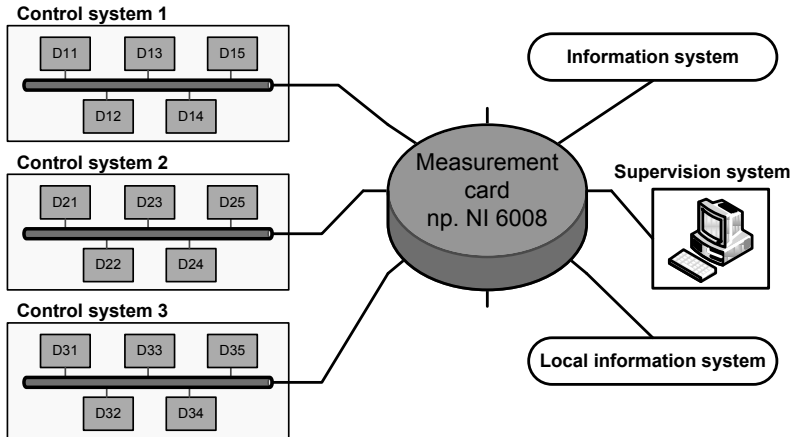 Control system 1
D11
D13
D15
D12
D14
Control system 2
D21
D23
D25
D22
D24
Control system 3
D31
D33
D35
D32
D34
Measurement
card
np. NI 6008
Information system
Supervision system
Local information system